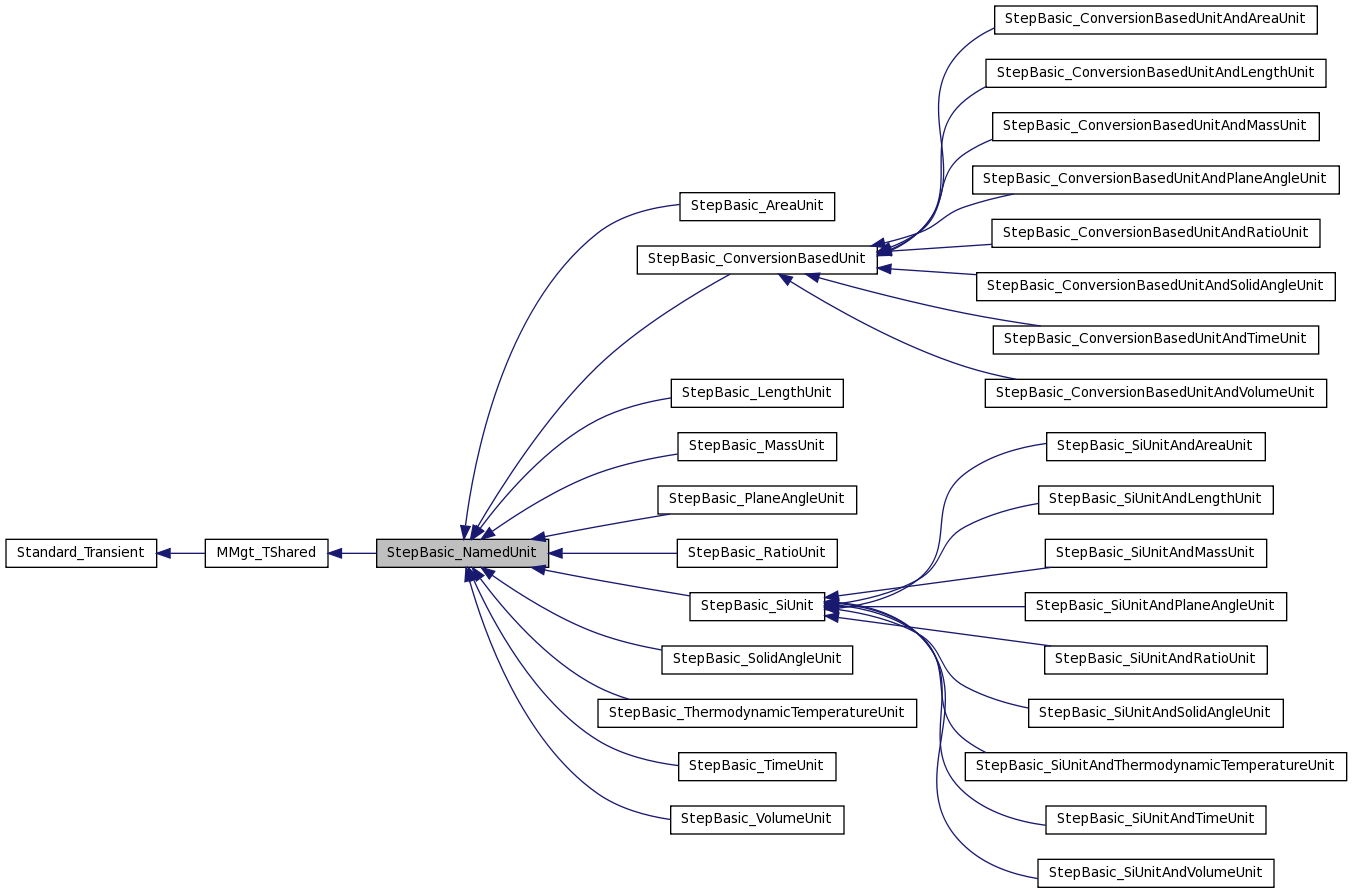 StepBasic_ConversionBasedUnitAndAreaUnit
StepBasic_ConversionBasedUnitAndLengthUnit
StepBasic_ConversionBasedUnitAndMassUnit
StepBasic_ConversionBasedUnitAndPlaneAngleUnit
StepBasic_AreaUnit
StepBasic_ConversionBasedUnitAndRatioUnit
StepBasic_ConversionBasedUnit
StepBasic_ConversionBasedUnitAndSolidAngleUnit
StepBasic_ConversionBasedUnitAndTimeUnit
StepBasic_LengthUnit
StepBasic_ConversionBasedUnitAndVolumeUnit
StepBasic_MassUnit
StepBasic_SiUnitAndAreaUnit
StepBasic_PlaneAngleUnit
StepBasic_SiUnitAndLengthUnit
Standard_Transient
MMgt_TShared
StepBasic_NamedUnit
StepBasic_RatioUnit
StepBasic_SiUnitAndMassUnit
StepBasic_SiUnit
StepBasic_SiUnitAndPlaneAngleUnit
StepBasic_SolidAngleUnit
StepBasic_SiUnitAndRatioUnit
StepBasic_ThermodynamicTemperatureUnit
StepBasic_SiUnitAndSolidAngleUnit
StepBasic_TimeUnit
StepBasic_SiUnitAndThermodynamicTemperatureUnit
StepBasic_VolumeUnit
StepBasic_SiUnitAndTimeUnit
StepBasic_SiUnitAndVolumeUnit